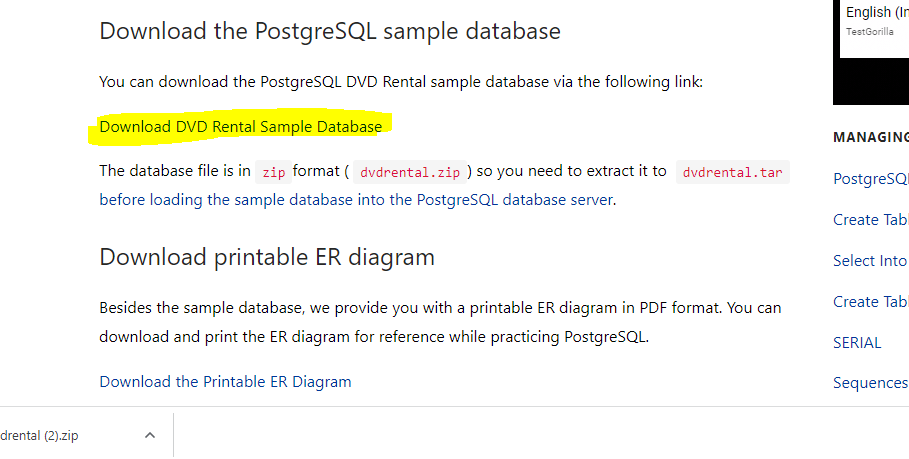 Download the PostgreSQL sample database
You can download the PostgreSQL DVD Rental sample database via the following link:
Download DVD Rental Sample Database
The database file is in zip format ( dvdrental.zip ) so you need to extract it to dvdrental.tar
before loading the sample database into the PostgreSQL database server.
Download printable ER diagram
Besides the sample database, we provide you with a printable ER diagram in PDF format. You can
download and print the ER diagram for reference while practicing PostgreSQL.
Download the Printable ER Diagram
drental (2).zip
English (In
TestGorilla
MANAGING
PostgreSQL
Create Tabl
Select Into
Create Tabl
SERIAL
Sequences